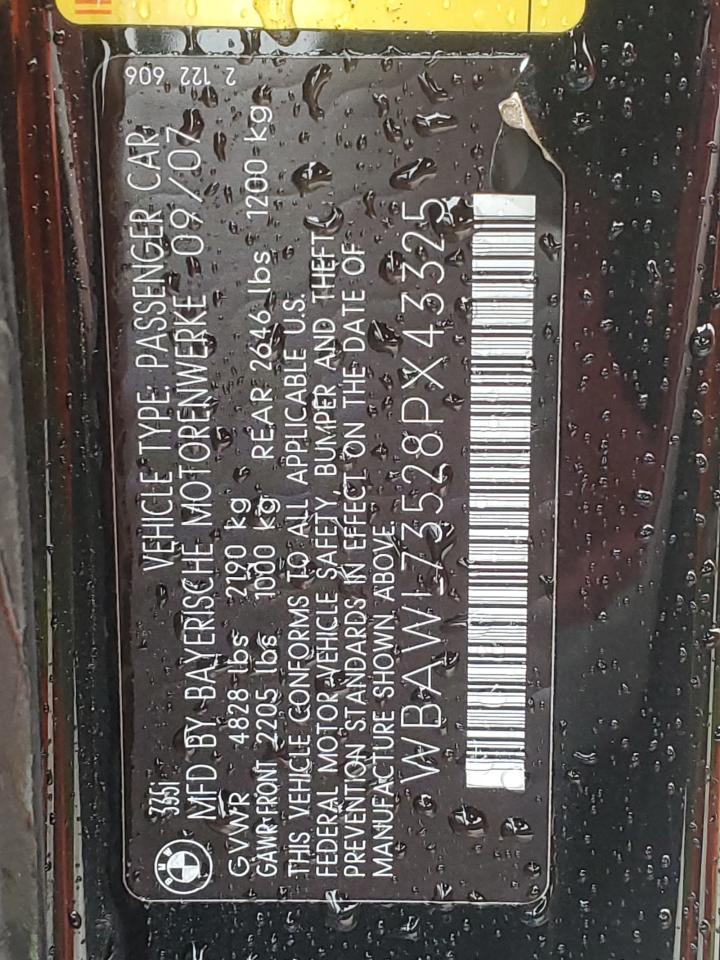 335i
VEHICLE TYPE: PASSENGER CAR
2 122 606
MFD BY BAYERISCHE MOTORENWERKE 09/07
GVWR 4828 lbs 2190 kg
GAWR FRONT 2205 lbs 1000 kg REAR 2646 lbs 1200 kg
THIS VEHICLE CONFORMS TO ALL APPLICABLE U.S.
FEDERAL MOTOR VEHICLE SAFETY, BUMPER AND THEFT
PREVENTION STANDARDS IN EFFECT ON THE DATE OF
MANUFACTURE SHOWN ABOVE.
WBAWL73528PX43325